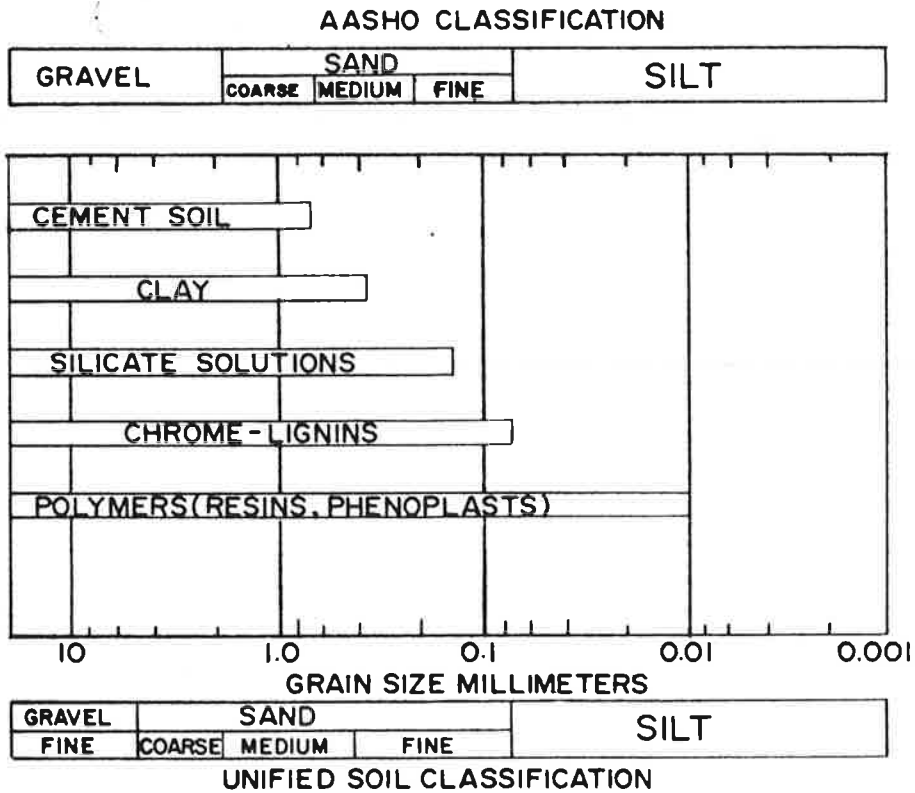 AASHO CLASSIFICATION
GRAVEL
SAND
SILT
COARSE MEDIUM FINE
CEMENT SOIL
CLAY
SILICATE SOLUTIONS
CHROME-LIGNINS
POLYMERS(RESINS, PHENOPLASTS)
10 1.0 0.1 0.01 0.001
GRAIN SIZE MILLIMETERS
GRAVEL SAND SILT
FINE COARSE MEDIUM FINE
UNIFIED SOIL CLASSIFICATION